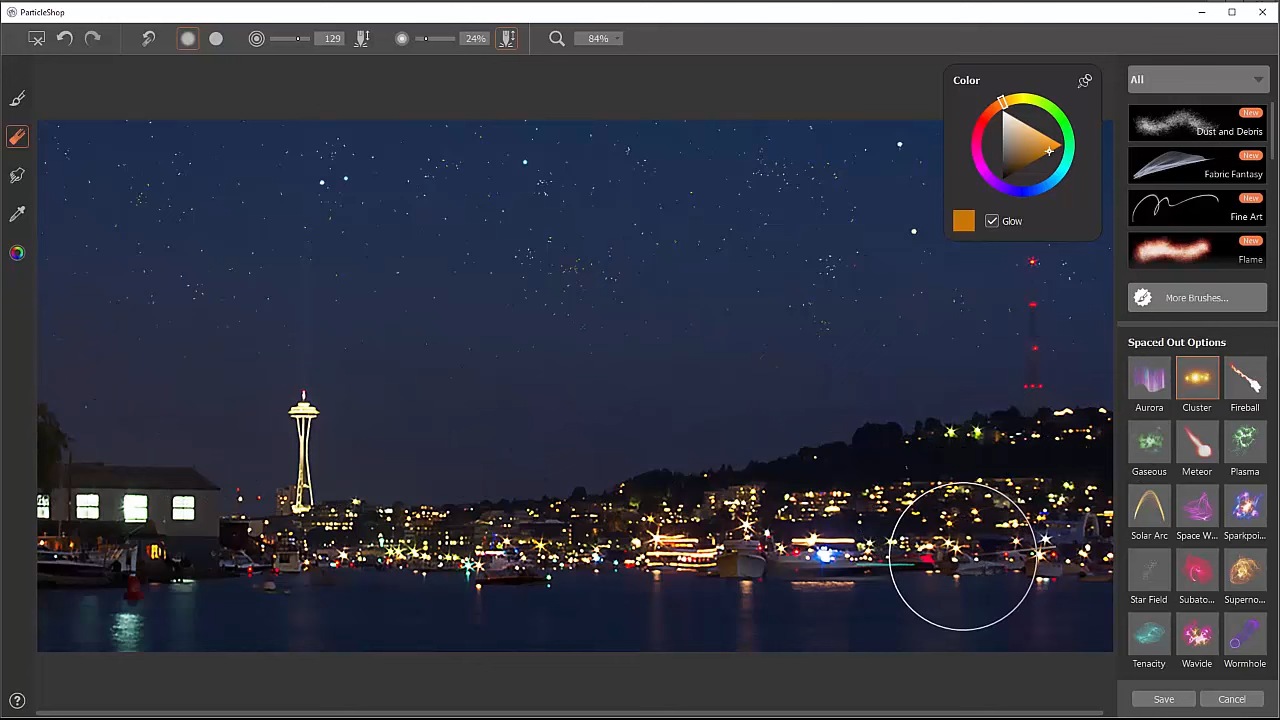 ParticleShop
129
24%
84%
Color
Glow
All
New
Dust and Debris
New
Fabric Fantasy
New
Fine Art
New
Flame
More Brushes...
Spaced Out Options
Aurora
Cluster
Fireball
Gaseous
Meteor
Plasma
Solar Arc
Space W...
Sparkpoi...
Star Field
Subato...
Superno...
Tenacity
Wavicle
Wormhole
Save
Cancel